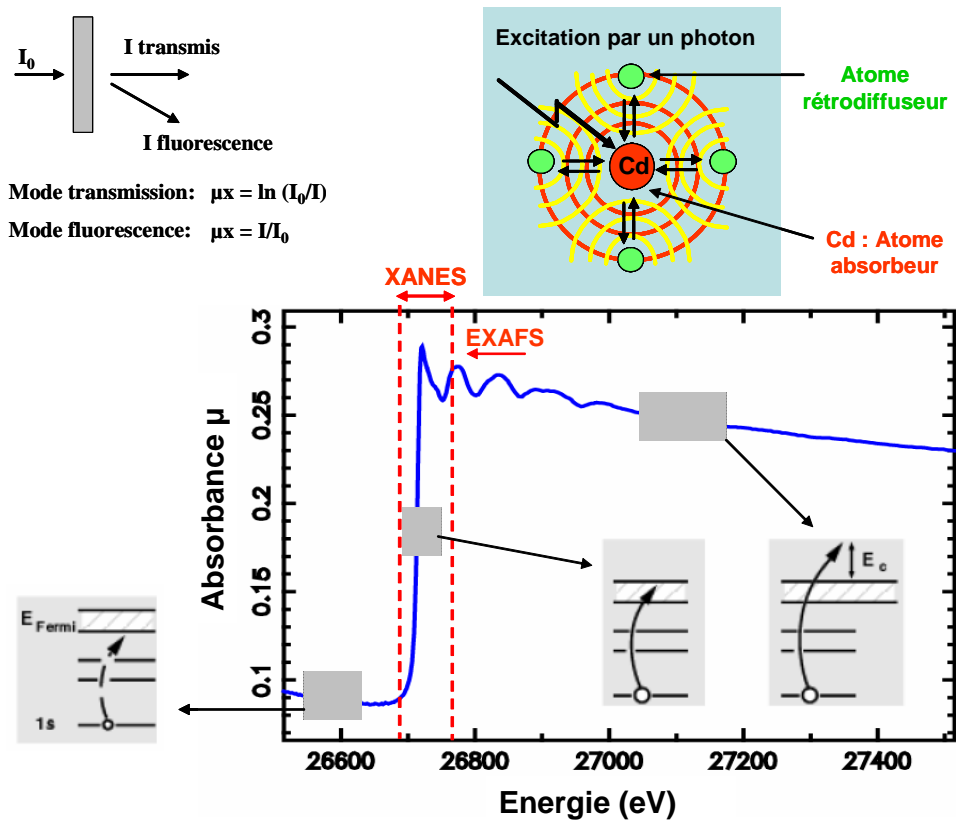 I₀
I transmis
I fluorescence
Mode transmission: µx = ln (I₀/I)
Mode fluorescence: µx = I/I₀
Excitation par un photon
Cd
Atome
rétrodiffuseur
Cd : Atome
absorbeur
XANES
EXAFS
Absorbance µ
0.3
0.25
0.2
0.15
0.1
E Fermi
1s
E c
26600
26800
27000
27200
27400
Energie (eV)